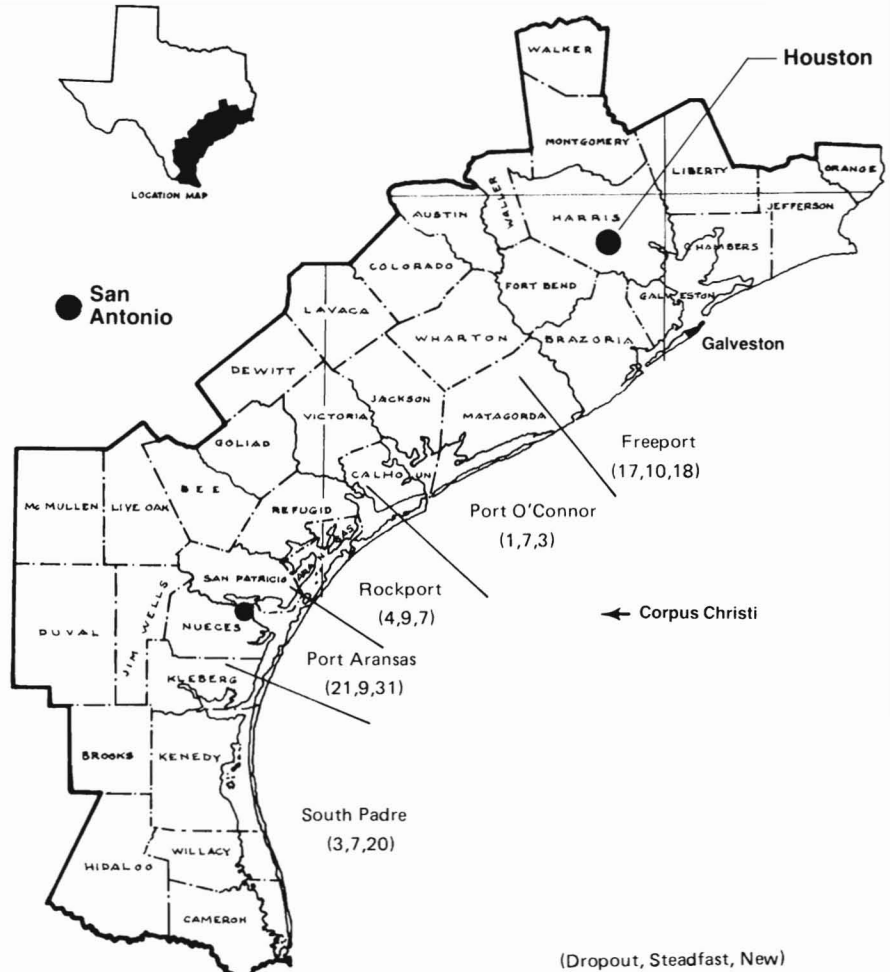 WALKER
Houston
MONTGOMERY
LIBERTY
ORANGE
LOCATION MAP
WALLER
HARRIS
JEFFERSON
AUSTIN
CHAMBERS
COLORADO
FORT BEND
GALVESTON
San
Antonio
LAVACA
WHARTON
BRAZORIA
Galveston
DEWITT
JACKSON
VICTORIA
MATAGORDA
GOLIAD
Freeport
(17,10,18)
CALHOUN
BEE
McMULLEN
LIVE OAK
REFUGIO
Port O'Connor
(1,7,3)
ARANSAS
SAN PATRICIO
Rockport
(4,9,7)
Corpus Christi
JIM WELLS
NUECES
DUVAL
Port Aransas
(21,9,31)
KLEBERG
BROOKS
KENEDY
South Padre
(3,7,20)
WILLACY
HIDALGO
CAMERON
(Dropout, Steadfast, New)